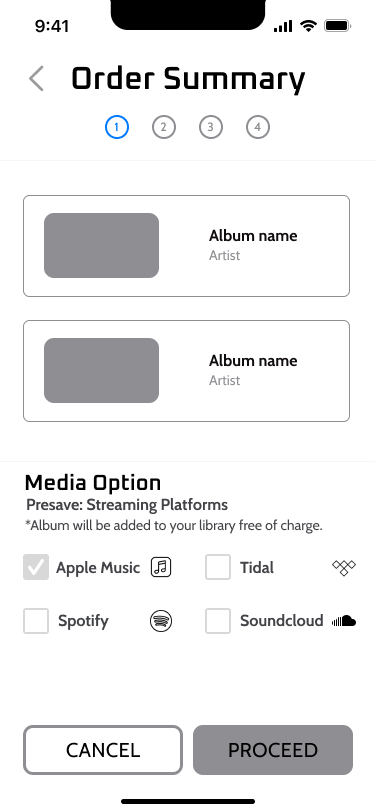 9:41
Order Summary
1 2 3 4
Album name
Artist
Album name
Artist
Media Option
Presave: Streaming Platforms
*Album will be added to your library free of charge.
Apple Music Tidal
Spotify Soundcloud
CANCEL PROCEED